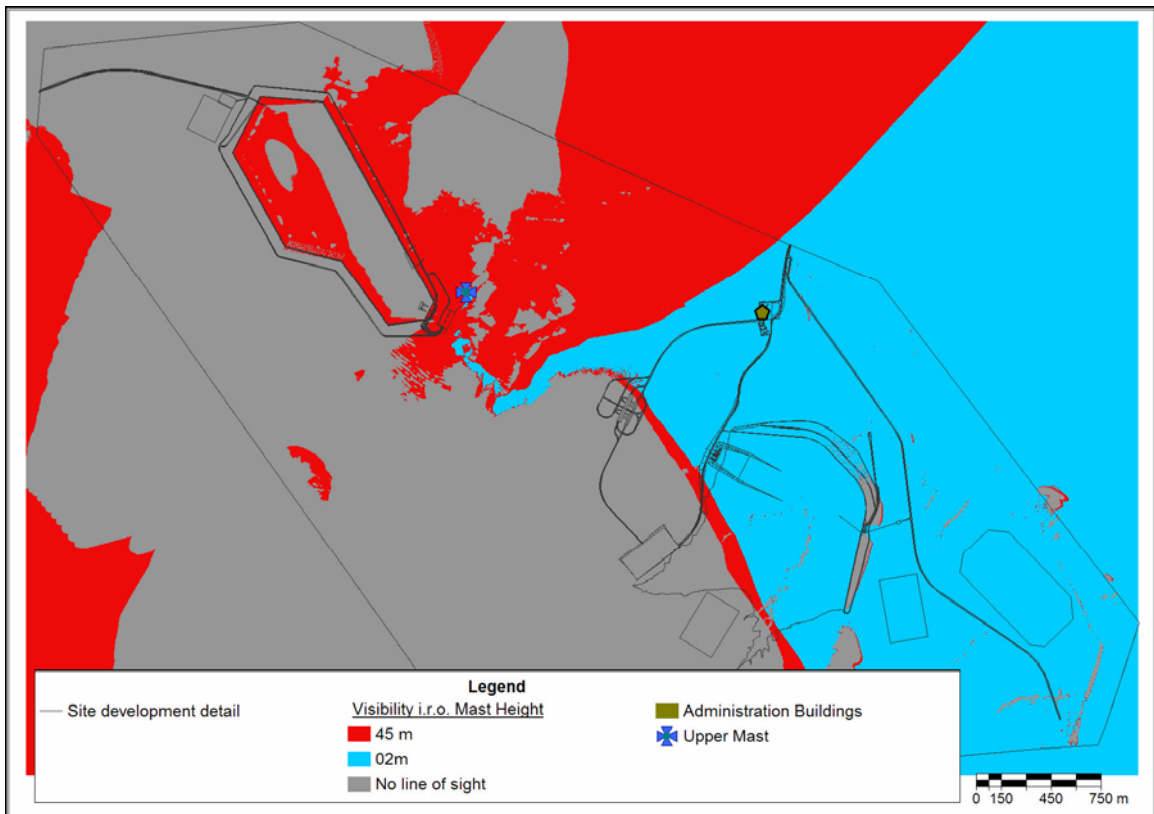 Legend
Site development detail
Visibility i.r.o. Mast Height
45 m
02m
No line of sight
Administration Buildings
Upper Mast
0 150 450 750 m